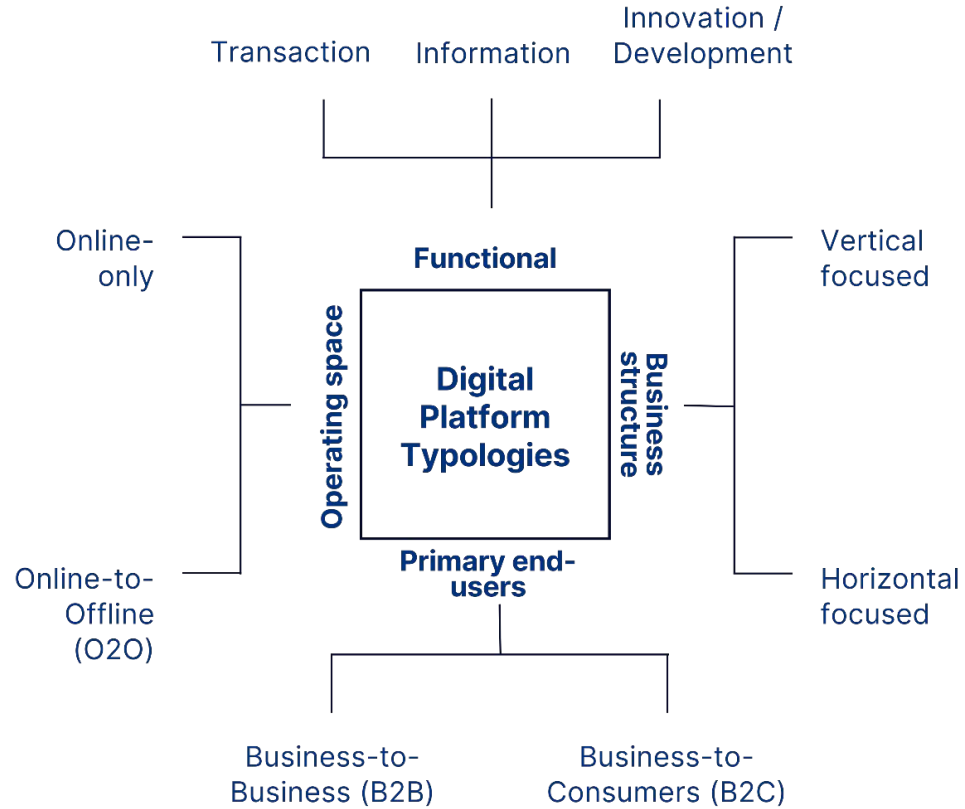 Transaction
Information
Innovation /
Development
Online-
only
Functional
Vertical
focused
Operating space
Digital
Platform
Typologies
Business
structure
Online-to-
Offline
(O2O)
Primary end-
users
Horizontal
focused
Business-to-
Business (B2B)
Business-to-
Consumers (B2C)